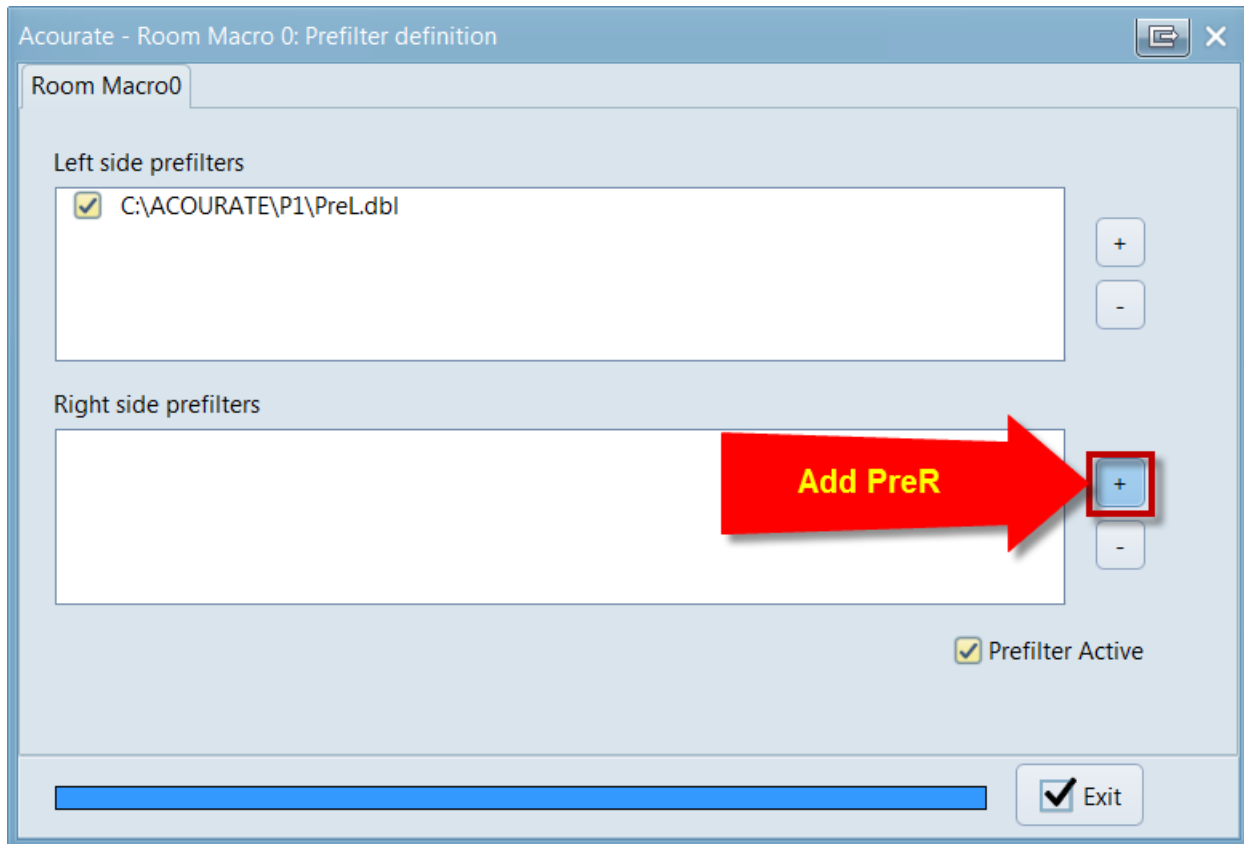 Acourate - Room Macro 0: Prefilter definition
Room Macro0
Left side prefilters
C:\ACOURATE\P1\PreL.dbl
+
-
Right side prefilters
Add PreR
+
-
Prefilter Active
Exit